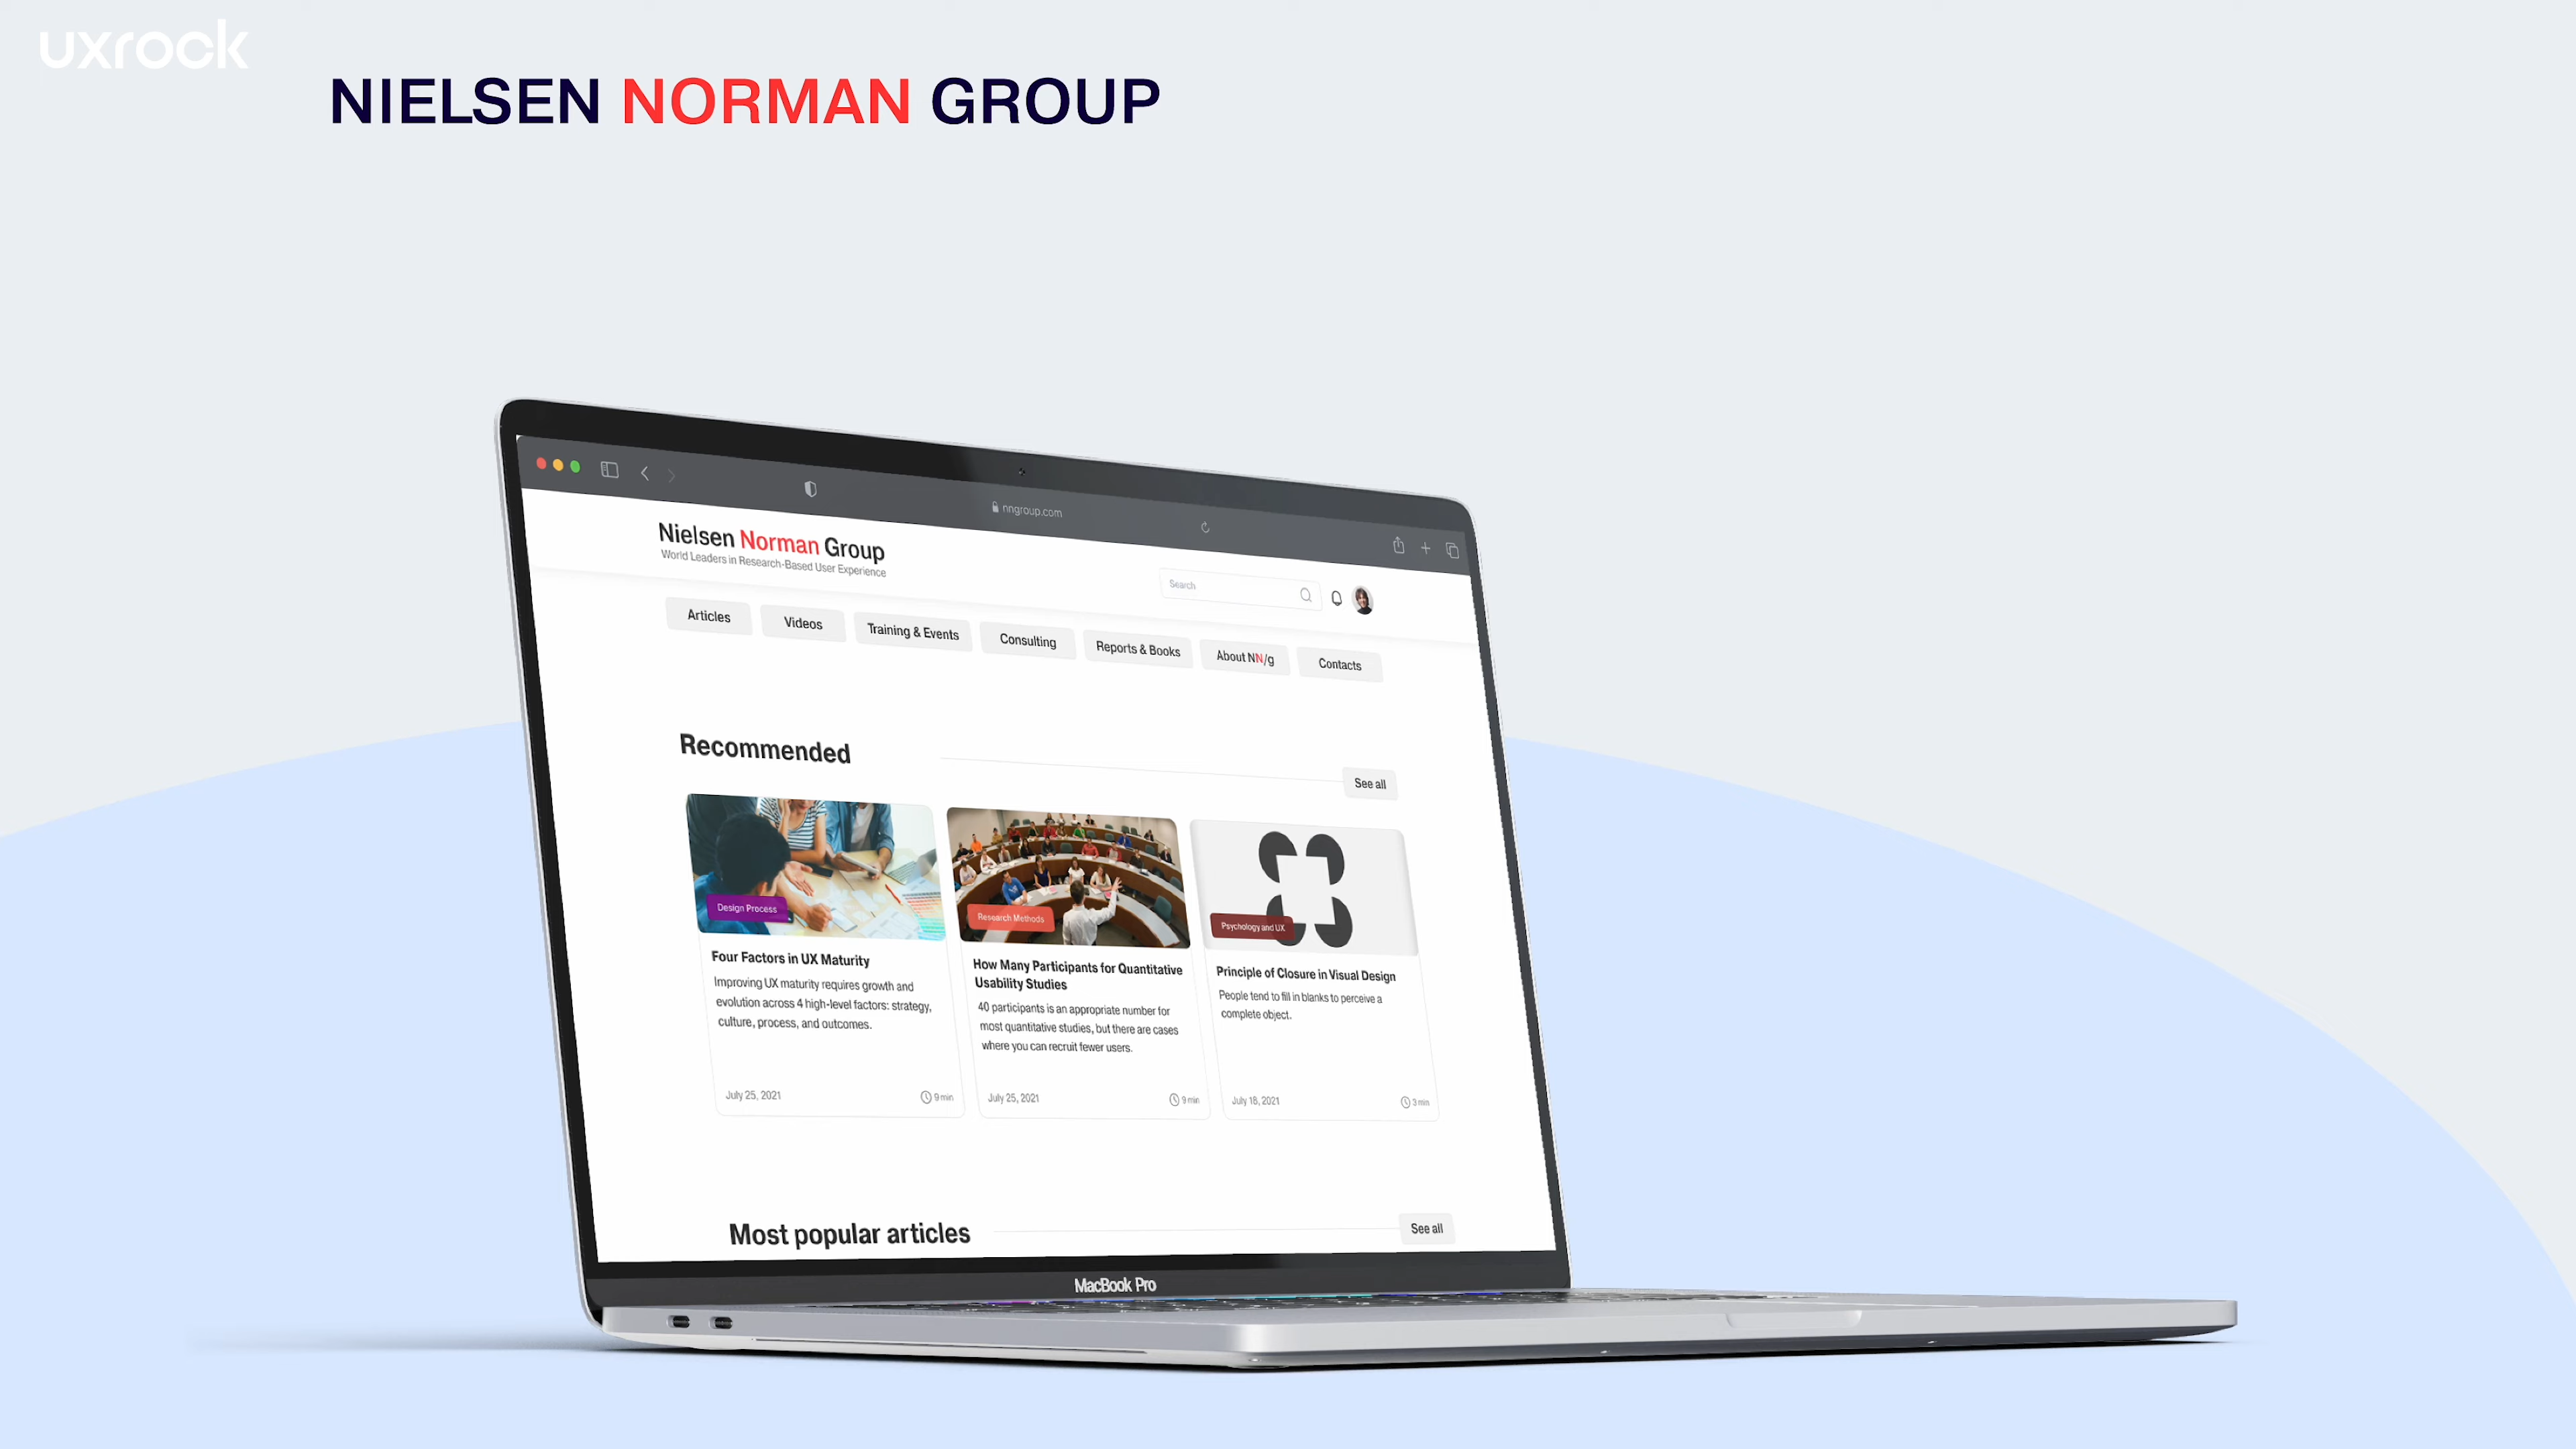 uxrock
NIELSEN NORMAN GROUP
nngroup.com
Nielsen Norman Group
World Leaders in Research-Based User Experience
Search
Articles
Videos
Training & Events
Consulting
Reports & Books
About NN/g
Contacts
Recommended
See all
Design Process
Four Factors in UX Maturity
Improving UX maturity requires growth and
evolution across 4 high-level factors: strategy,
culture, process, and outcomes.
July 25, 2021
9 min
Research Methods
How Many Participants for Quantitative
Usability Studies
40 participants is an appropriate number for
most quantitative studies, but there are cases
where you can recruit fewer users.
July 25, 2021
9 min
Psychology and UX
Principle of Closure in Visual Design
People tend to fill in blanks to perceive a
complete object.
July 18, 2021
3 min
Most popular articles
See all
MacBook Pro